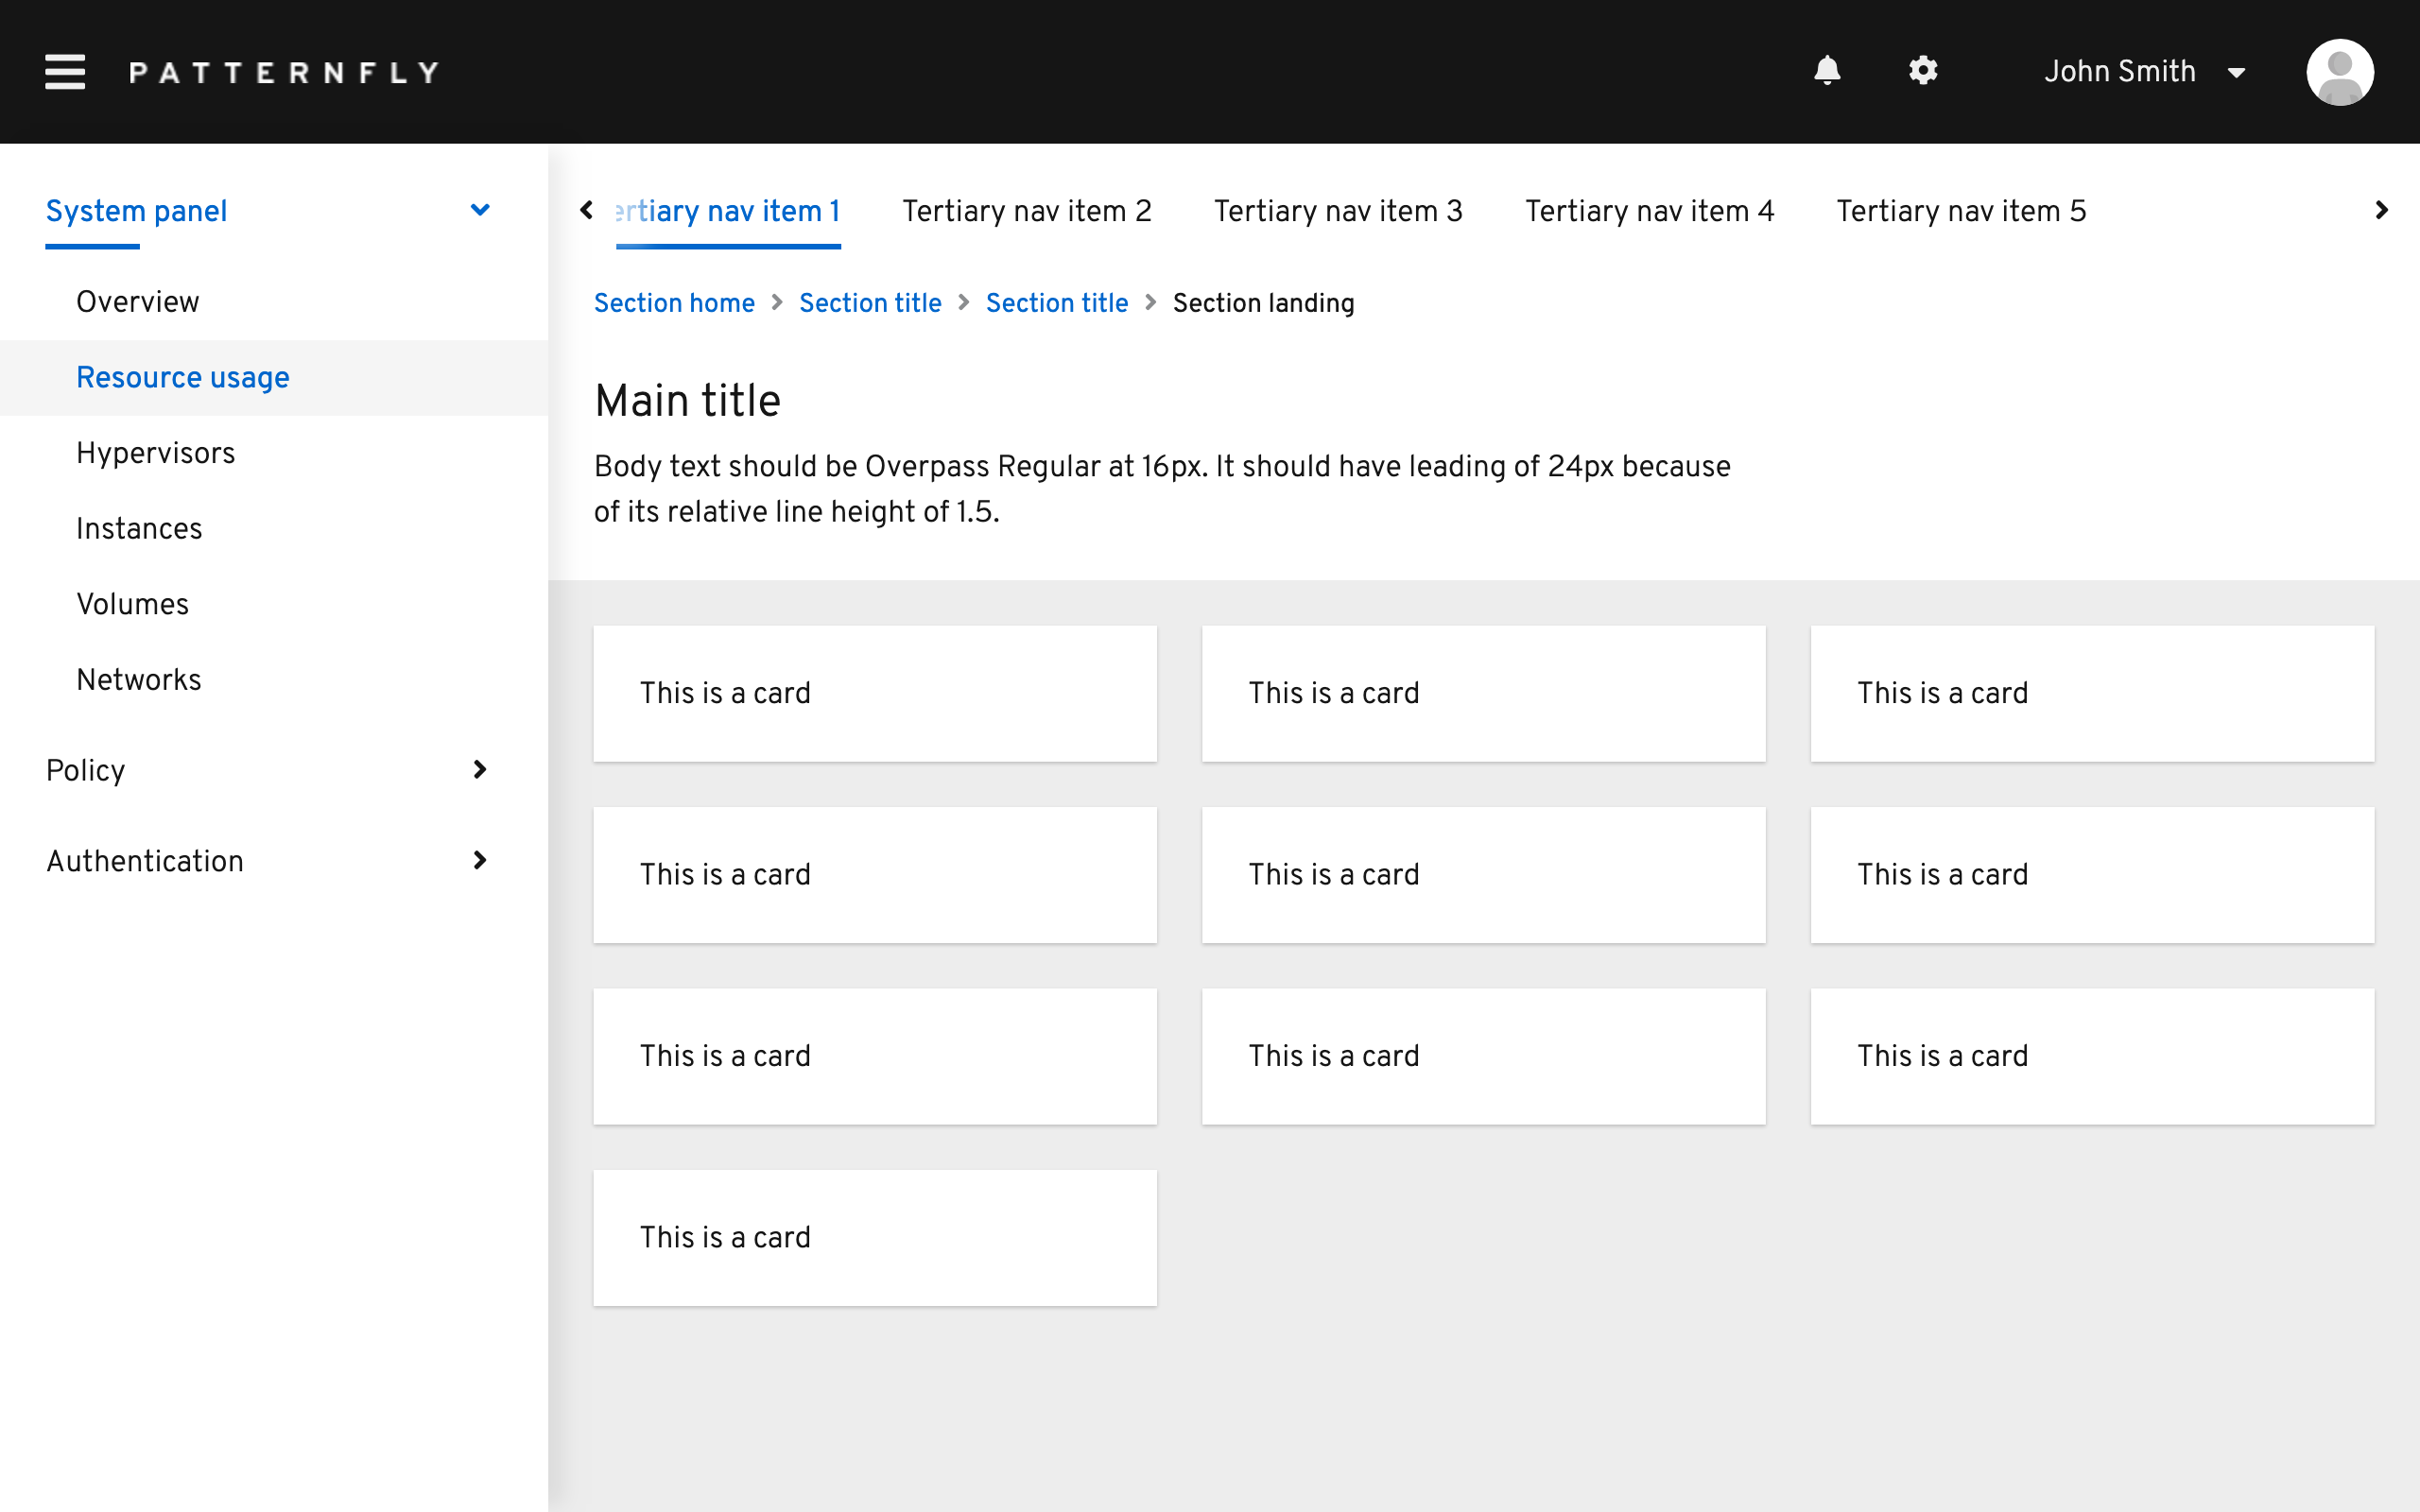 PATTERNFLY
John Smith
System panel
Overview
Resource usage
Hypervisors
Instances
Volumes
Networks
Policy
Authentication
ertiary nav item 1 Tertiary nav item 2 Tertiary nav item 3 Tertiary nav item 4 Tertiary nav item 5
Section home > Section title > Section title > Section landing
Main title
Body text should be Overpass Regular at 16px. It should have leading of 24px because
of its relative line height of 1.5.
This is a card This is a card This is a card
This is a card This is a card This is a card
This is a card This is a card This is a card
This is a card